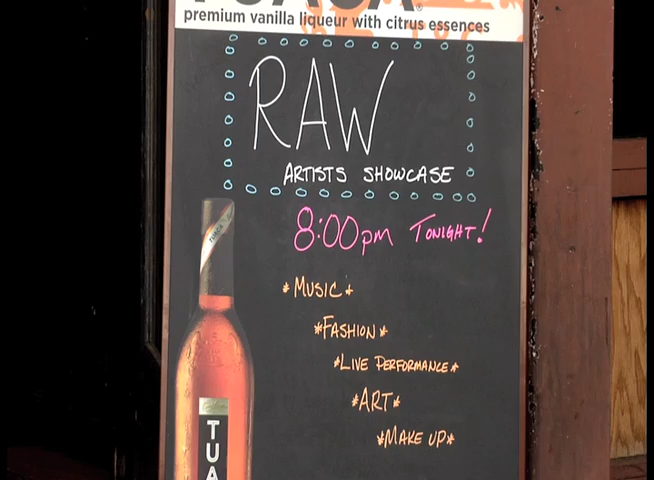 premium vanilla liqueur with citrus essences
RAW
ARTISTS SHOWCASE
8:00pm TONIGHT!
*MUSIC*
*FASHION*
*LIVE PERFORMANCE*
*ART*
*MAKE UP*
TUACA
TUA